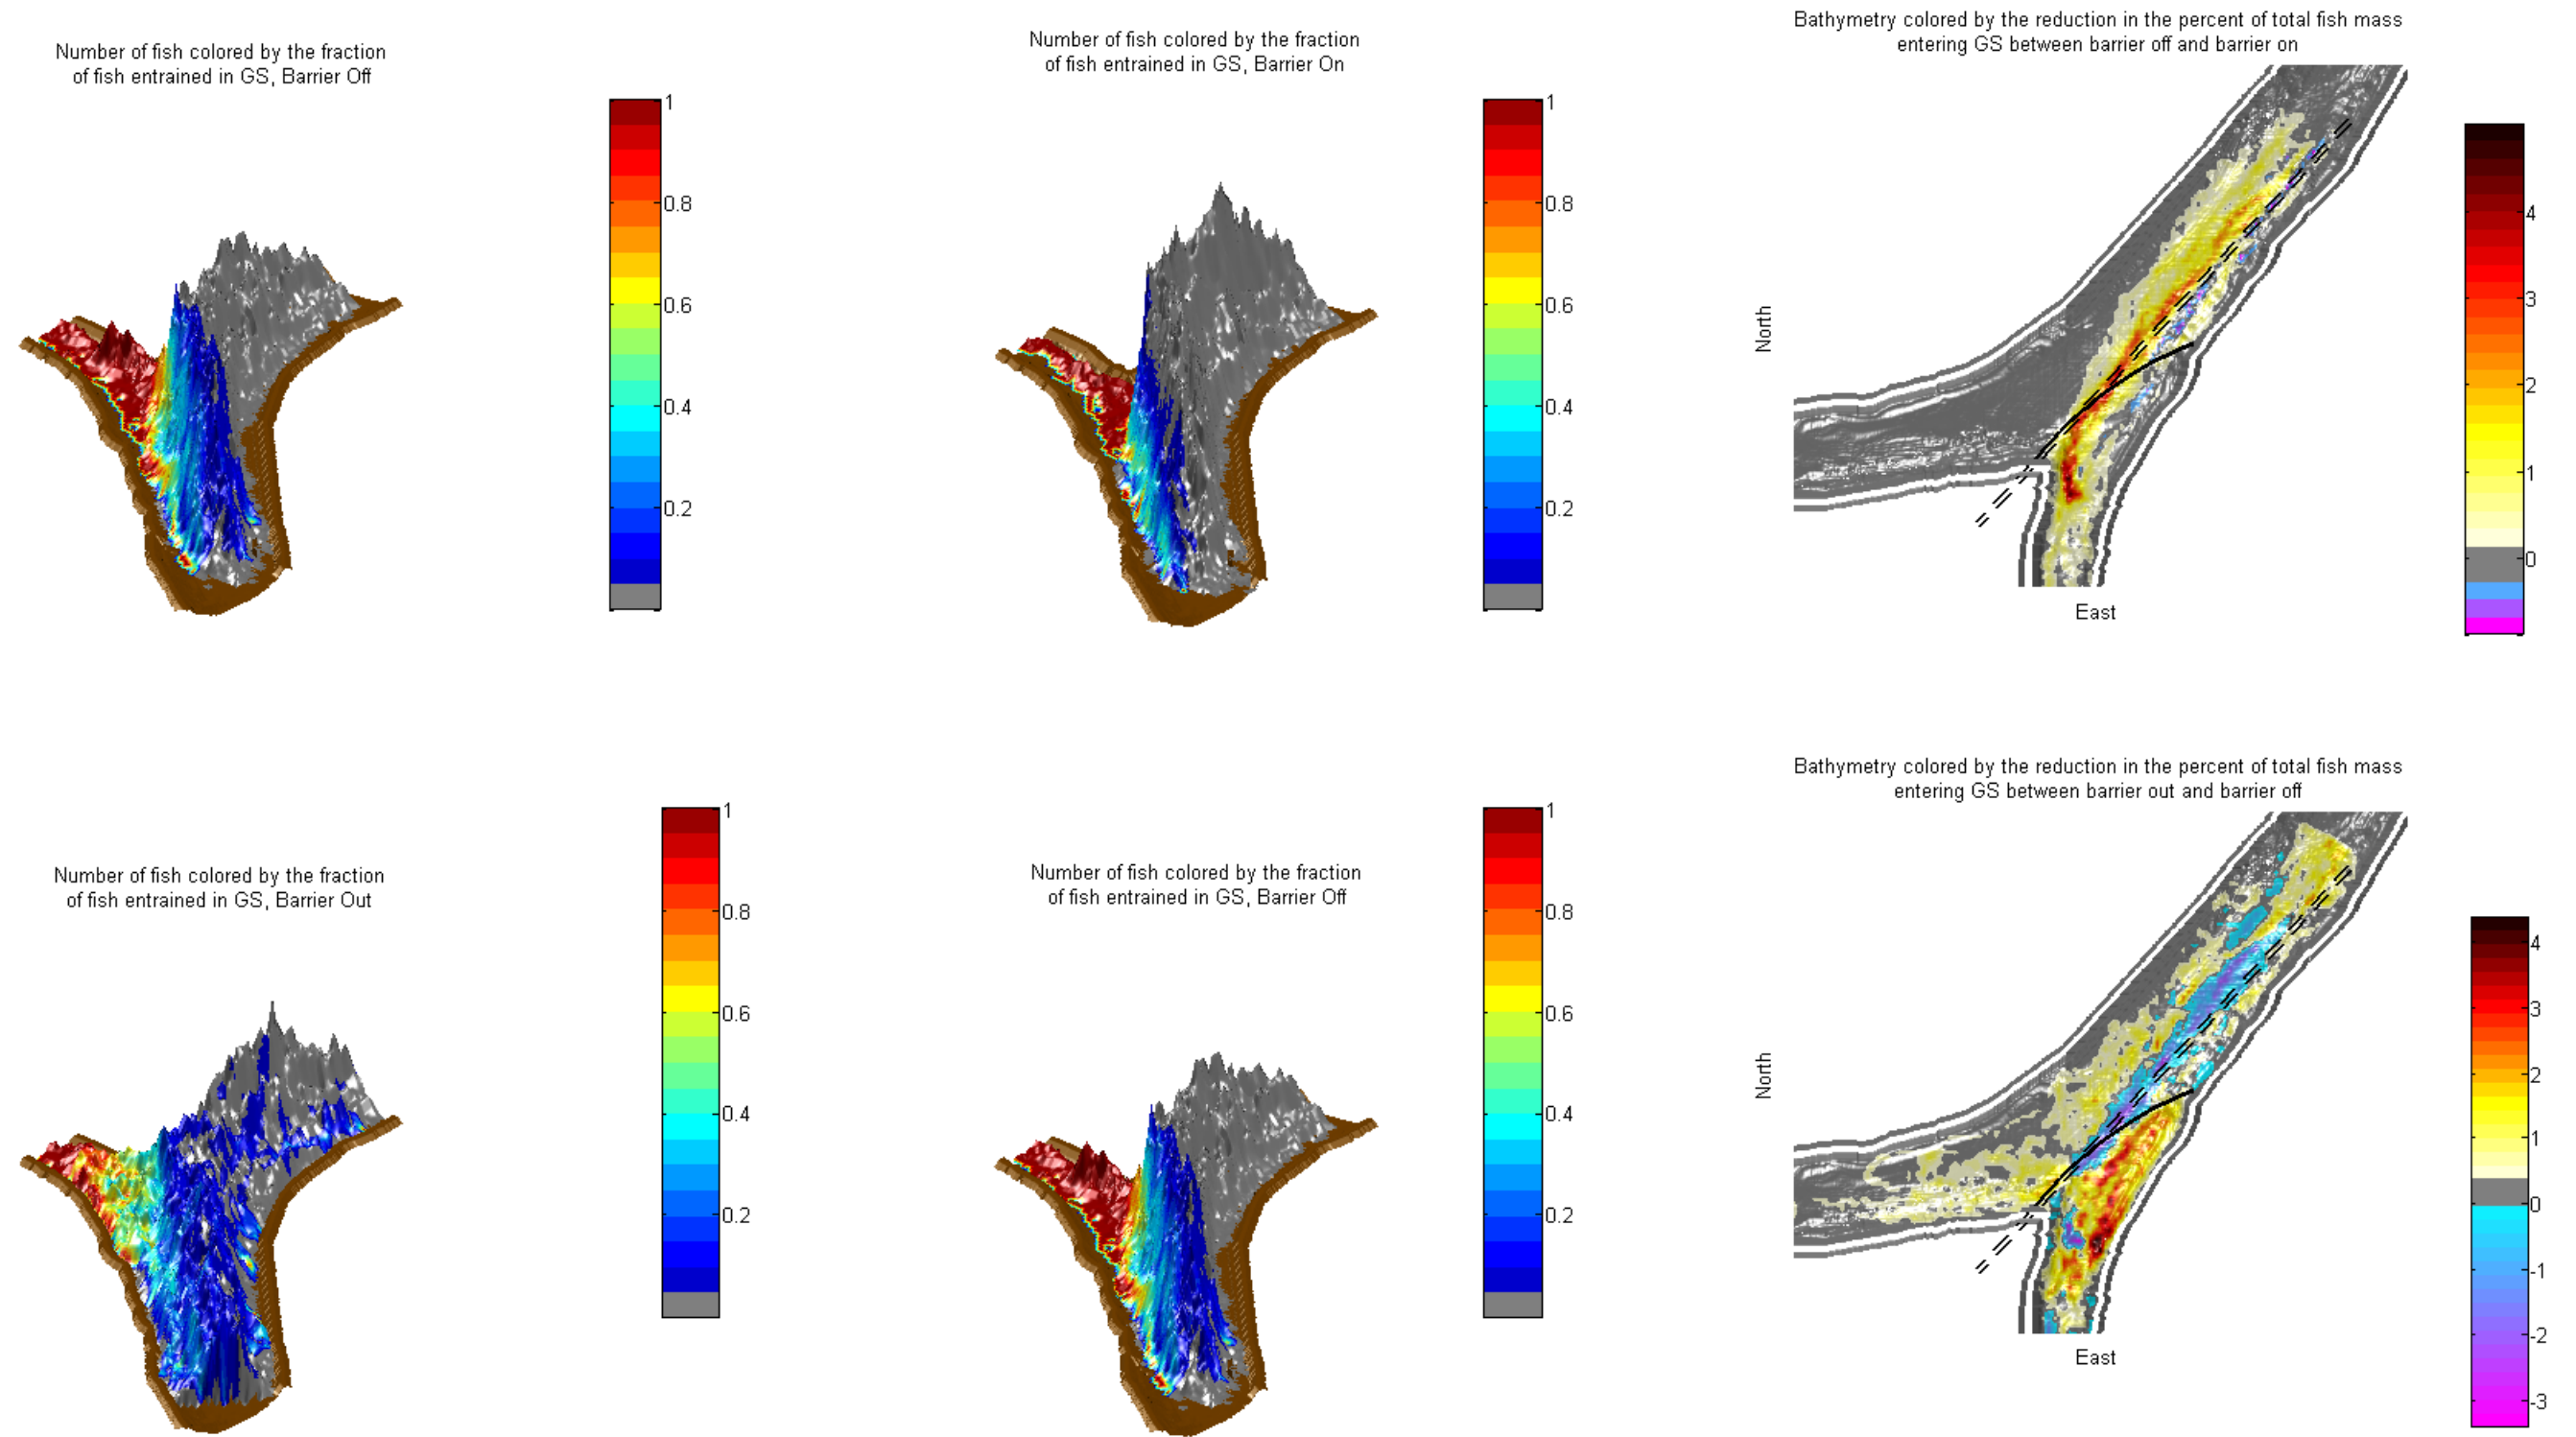 Number of fish colored by the fraction
of fish entrained in GS, Barrier Off
1
0.8
0.6
0.4
0.2
Number of fish colored by the fraction
of fish entrained in GS, Barrier On
1
0.8
0.6
0.4
0.2
Bathymetry colored by the reduction in the percent of total fish mass
entering GS between barrier off and barrier on
North
East
4
3
2
1
0
Number of fish colored by the fraction
of fish entrained in GS, Barrier Out
1
0.8
0.6
0.4
0.2
Number of fish colored by the fraction
of fish entrained in GS, Barrier Off
1
0.8
0.6
0.4
0.2
Bathymetry colored by the reduction in the percent of total fish mass
entering GS between barrier out and barrier off
North
East
4
3
2
1
0
-1
-2
-3